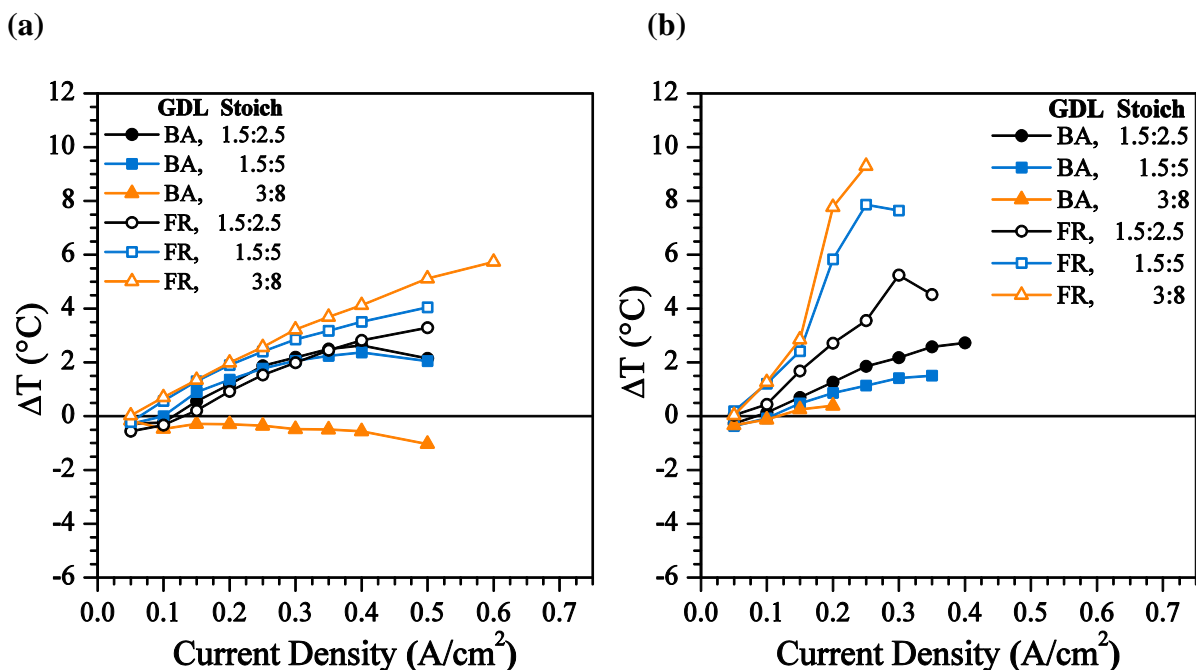 (a)
12
10
8
6
4
2
0
-2
-4
-6
ΔT (°C)
GDL Stoich
BA, 1.5:2.5
BA, 1.5:5
BA, 3:8
FR, 1.5:2.5
FR, 1.5:5
FR, 3:8
0.0 0.1 0.2 0.3 0.4 0.5 0.6 0.7
Current Density (A/cm²)
(b)
12
10
8
6
4
2
0
-2
-4
-6
ΔT (°C)
GDL Stoich
BA, 1.5:2.5
BA, 1.5:5
BA, 3:8
FR, 1.5:2.5
FR, 1.5:5
FR, 3:8
0.0 0.1 0.2 0.3 0.4 0.5 0.6 0.7
Current Density (A/cm²)